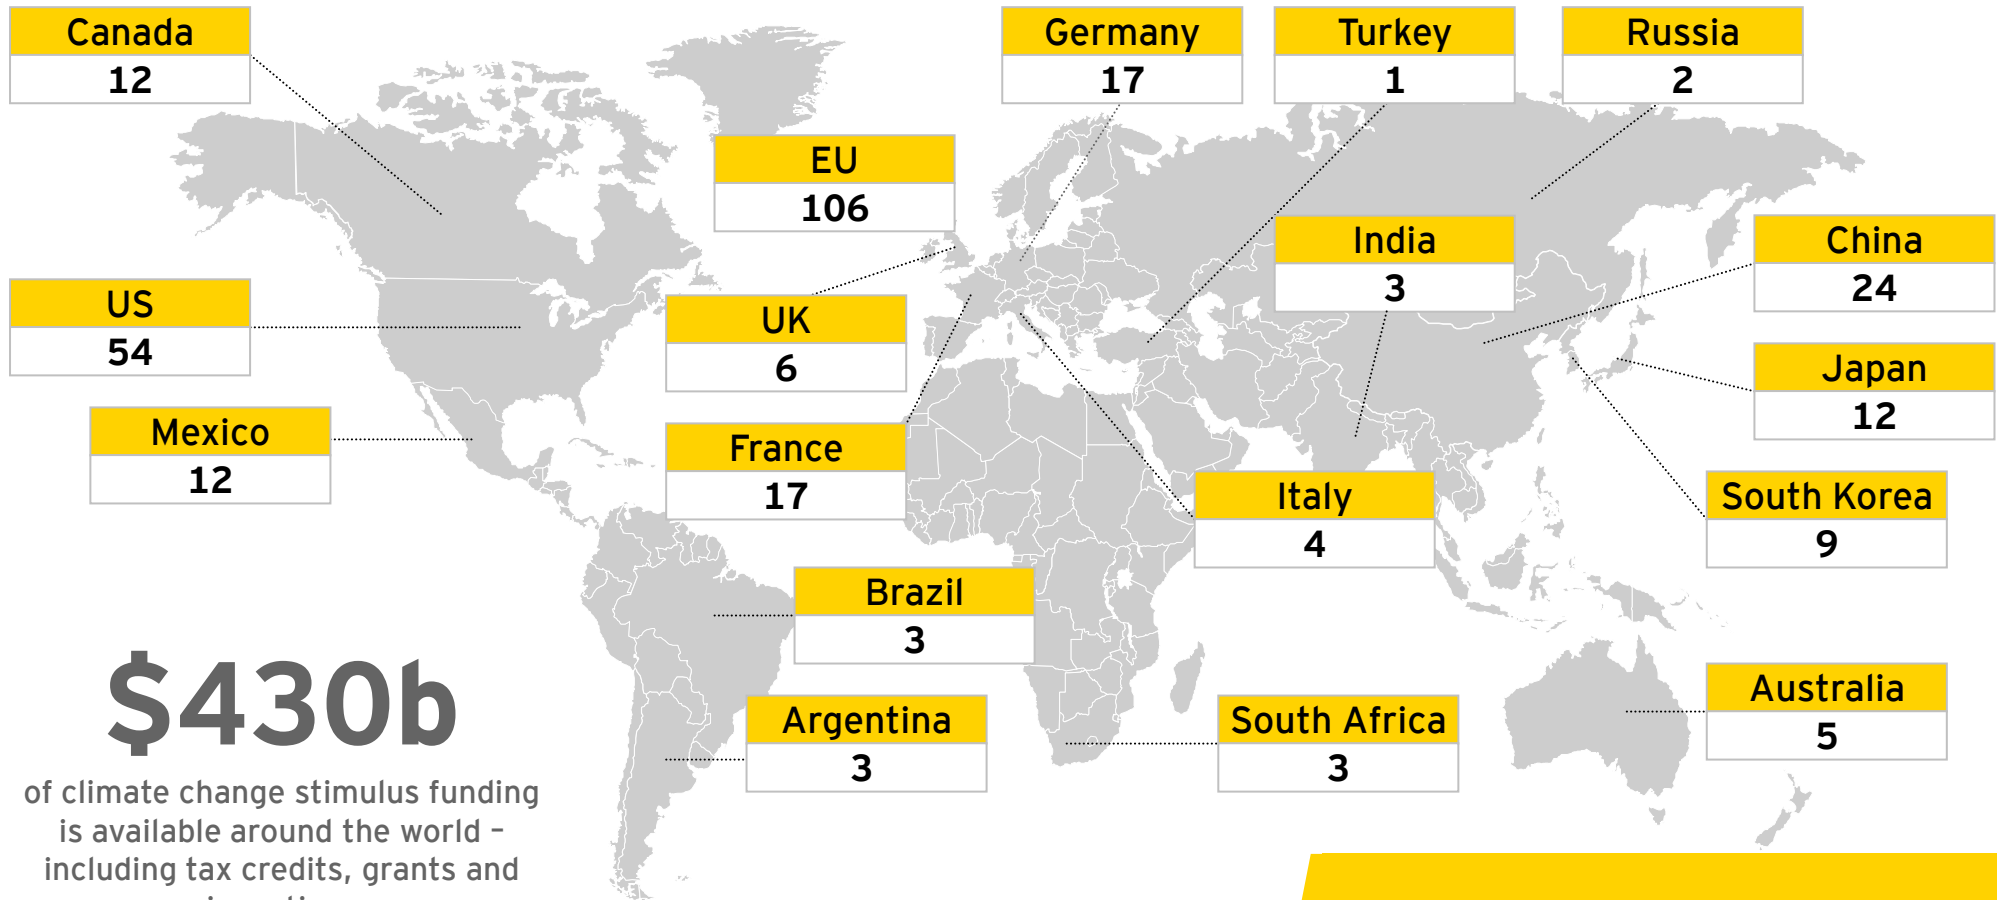 Canada
12
Germany
17
Turkey
1
Russia
2
EU
106
India
3
China
24
US
54
UK
6
Japan
12
Mexico
12
France
17
Italy
4
South Korea
9
Brazil
3
$430b
of climate change stimulus funding
is available around the world –
including tax credits, grants and
Argentina
3
South Africa
3
Australia
5